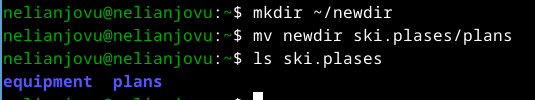 nelianjovu@nelianjovu:~$ mkdir ~/newdir
nelianjovu@nelianjovu:~$ mv newdir ski.plases/plans
nelianjovu@nelianjovu:~$ ls ski.plases
equipment  plans
nelianjovu@nelianjovu:~$